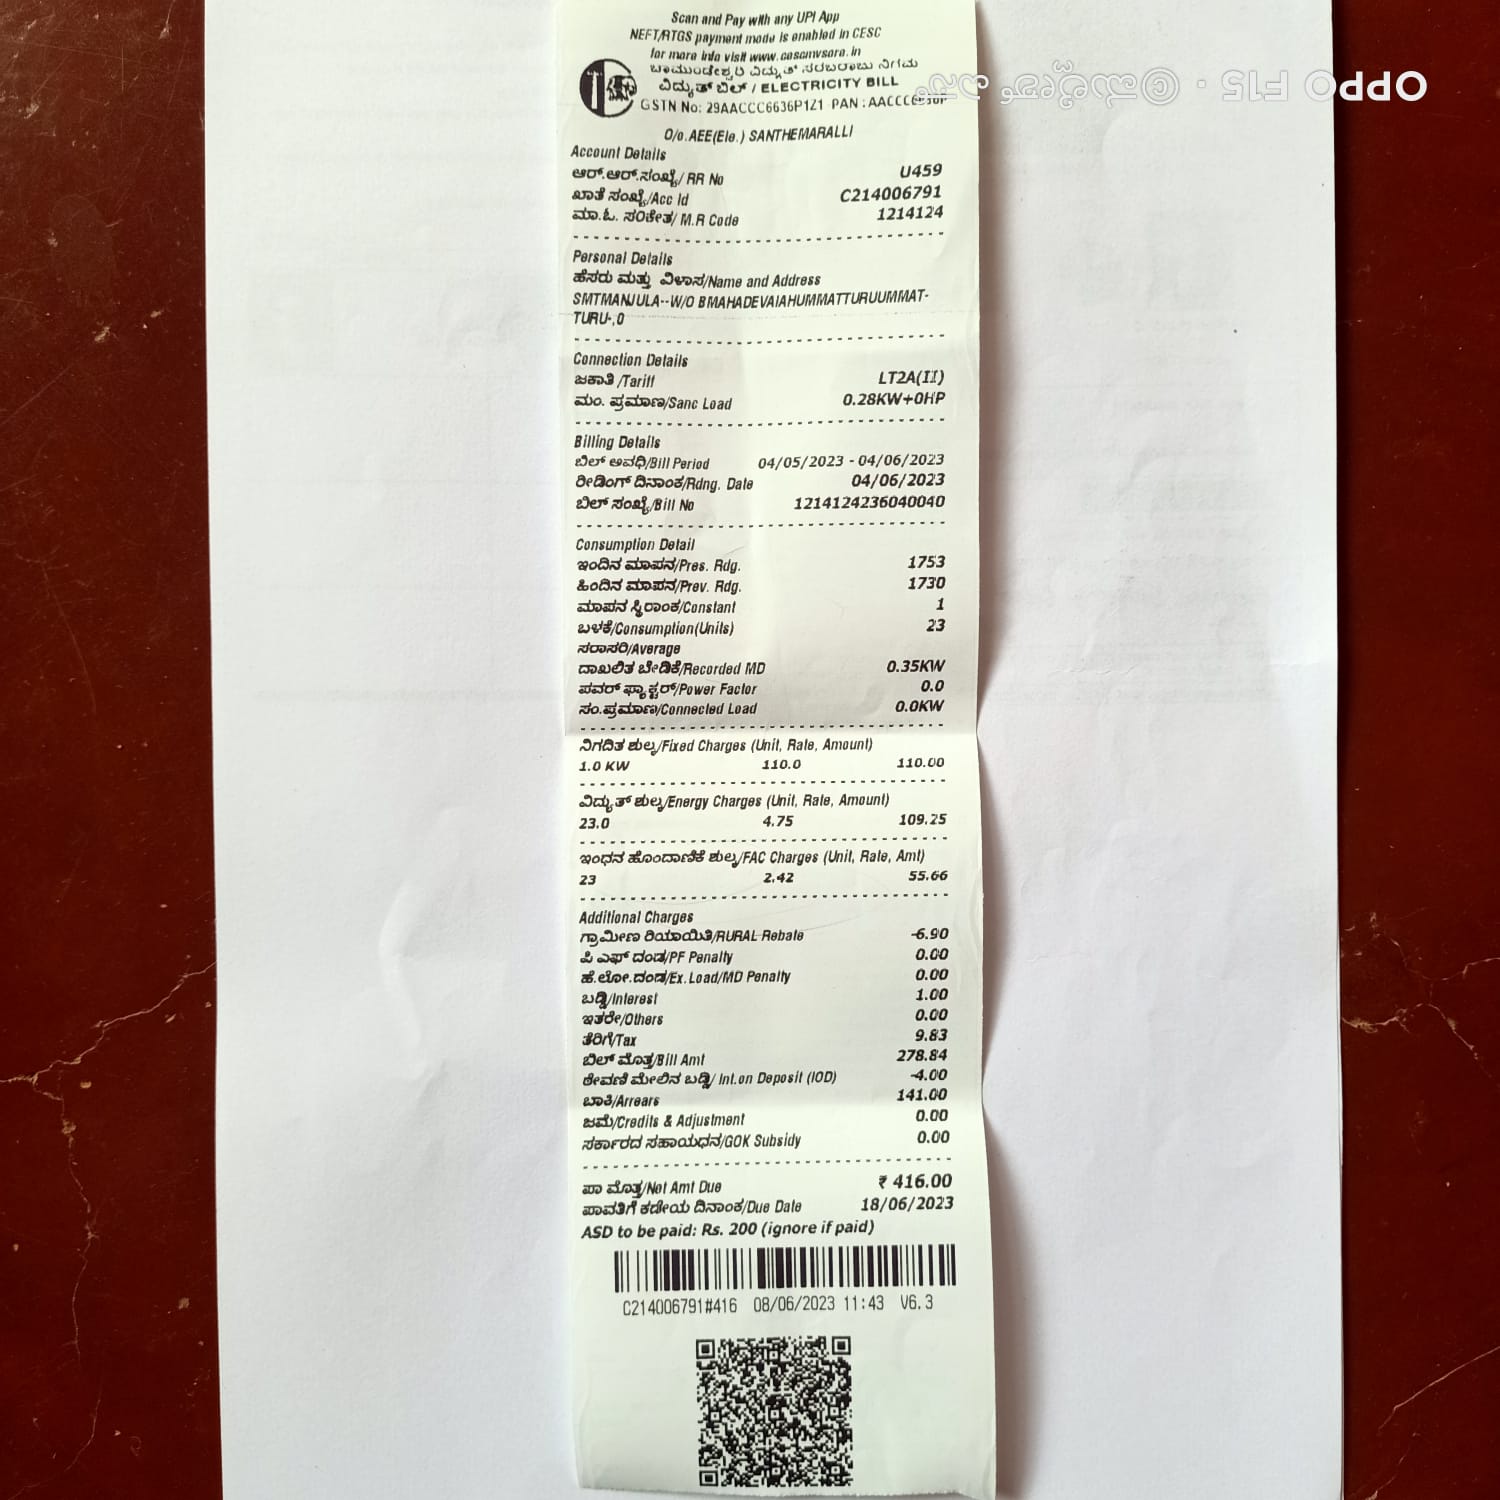 Scan and Pay with any UPI App
NEFT/RTGS payment mode is enabled in CESC
for more info visit www.cescmysore.in
ಚಾಮುಂಡೇಶ್ವರಿ ವಿದ್ಯುತ್ ಸರಬರಾಜು ನಿಗಮ
ವಿದ್ಯುತ್ ಬಿಲ್ / ELECTRICITY BILL
GSTN No: 29AACCC6636P1Z1 PAN : AACCC6636P
OPPO F15 ·
O/o.AEE(Ele.) SANTHEMARALLI
Account Details
ಆರ್.ಆರ್.ಸಂಖ್ಯೆ/ RR No U459
ಖಾತೆ ಸಂಖ್ಯೆ/Acc Id C214006791
ಮಾ.ಓ. ಸಂಕೇತ/ M.R Code 1214124
Personal Details
ಹೆಸರು ಮತ್ತು ವಿಳಾಸ/Name and Address
SMTMANJULA--W/O BMAHADEVAIAHUMMATTURUUMMAT-
TURU-,0
Connection Details
ಜಕಾತಿ /Tariff LT2A(II)
ಮಂ. ಪ್ರಮಾಣ/Sanc Load 0.28KW+0HP
Billing Details
ಬಿಲ್ ಅವಧಿ/Bill Period 04/05/2023 - 04/06/2023
ರೀಡಿಂಗ್ ದಿನಾಂಕ/Rdng. Date 04/06/2023
ಬಿಲ್ ಸಂಖ್ಯೆ/Bill No 1214124236040040
Consumption Detail
ಇಂದಿನ ಮಾಪನ/Pres. Rdg. 1753
ಹಿಂದಿನ ಮಾಪನ/Prev. Rdg. 1730
ಮಾಪನ ಸ್ಥಿರಾಂಕ/Constant 1
ಬಳಕೆ/Consumption(Units) 23
ಸರಾಸರಿ/Average
ದಾಖಲಿತ ಬೇಡಿಕೆ/Recorded MD 0.35KW
ಪವರ್ ಫ್ಯಾಕ್ಟರ್/Power Factor 0.0
ಸಂ.ಪ್ರಮಾಣ/Connected Load 0.0KW
ನಿಗದಿತ ಶುಲ್ಕ/Fixed Charges (Unit, Rate, Amount)
1.0 KW 110.0 110.00
ವಿದ್ಯುತ್ ಶುಲ್ಕ/Energy Charges (Unit, Rate, Amount)
23.0 4.75 109.25
ಇಂಧನ ಹೊಂದಾಣಿಕೆ ಶುಲ್ಕ/FAC Charges (Unit, Rate, Amt)
23 2.42 55.66
Additional Charges
ಗ್ರಾಮೀಣ ರಿಯಾಯಿತಿ/RURAL Rebate -6.90
ಪಿ ಎಫ್ ದಂಡ/PF Penalty 0.00
ಹೆ.ಲೋ.ದಂಡ/Ex.Load/MD Penalty 0.00
ಬಡ್ಡಿ/Interest 1.00
ಇತರೇ/Others 0.00
ತೆರಿಗೆ/Tax 9.83
ಬಿಲ್ ಮೊತ್ತ/Bill Amt 278.84
ಠೇವಣಿ ಮೇಲಿನ ಬಡ್ಡಿ/ Int.on Deposit (IOD) -4.00
ಬಾಕಿ/Arrears 141.00
ಜಮೆ/Credits & Adjustment 0.00
ಸರ್ಕಾರದ ಸಹಾಯಧನ/GOK Subsidy 0.00
ಪಾ ಮೊತ್ತ/Net Amt Due ₹ 416.00
ಪಾವತಿಗೆ ಕಡೇಯ ದಿನಾಂಕ/Due Date 18/06/2023
ASD to be paid: Rs. 200 (ignore if paid)
C214006791#416 08/06/2023 11:43 V6.3